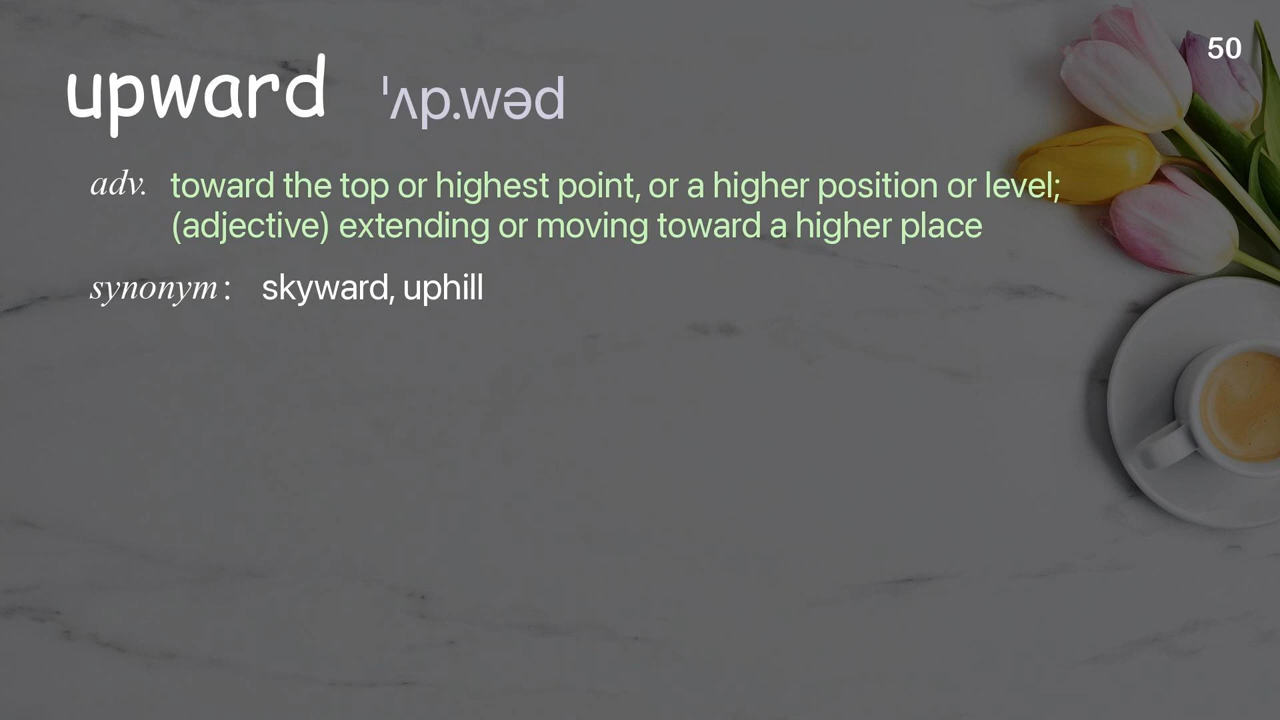 50
upward ˈʌp.wəd
adv. toward the top or highest point, or a higher position or level;
(adjective) extending or moving toward a higher place
synonym : skyward, uphill